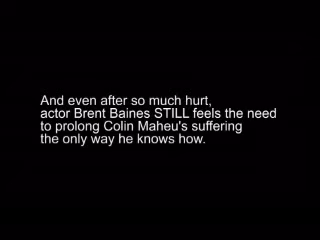 And even after so much hurt,
actor Brent Baines STILL feels the need
to prolong Colin Maheu's suffering
the only way he knows how.